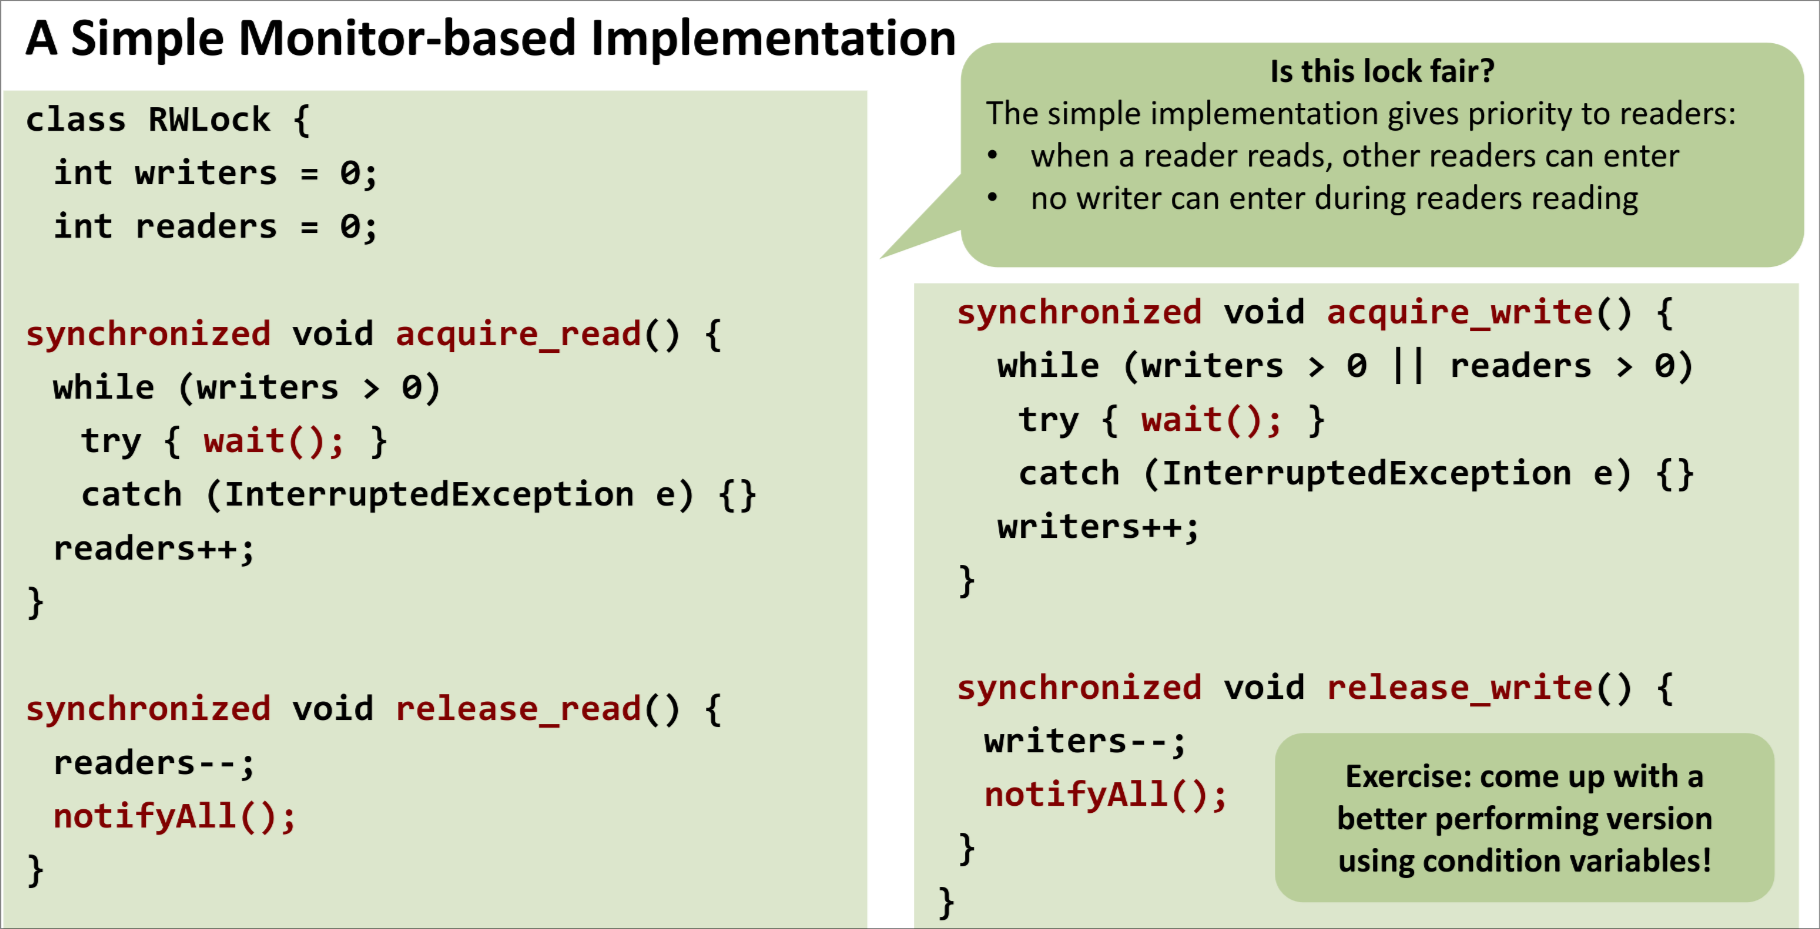 A Simple Monitor-based Implementation
Is this lock fair?
The simple implementation gives priority to readers:
• when a reader reads, other readers can enter
• no writer can enter during readers reading
class RWLock {
int writers = 0;
int readers = 0;
synchronized void acquire_read() {
while (writers > 0)
try { wait(); }
catch (InterruptedException e) {}
readers++;
}
synchronized void release_read() {
readers--;
notifyAll();
}
synchronized void acquire_write() {
while (writers > 0 || readers > 0)
try { wait(); }
catch (InterruptedException e) {}
writers++;
}
synchronized void release_write() {
writers--;
notifyAll();
}
}
Exercise: come up with a
better performing version
using condition variables!